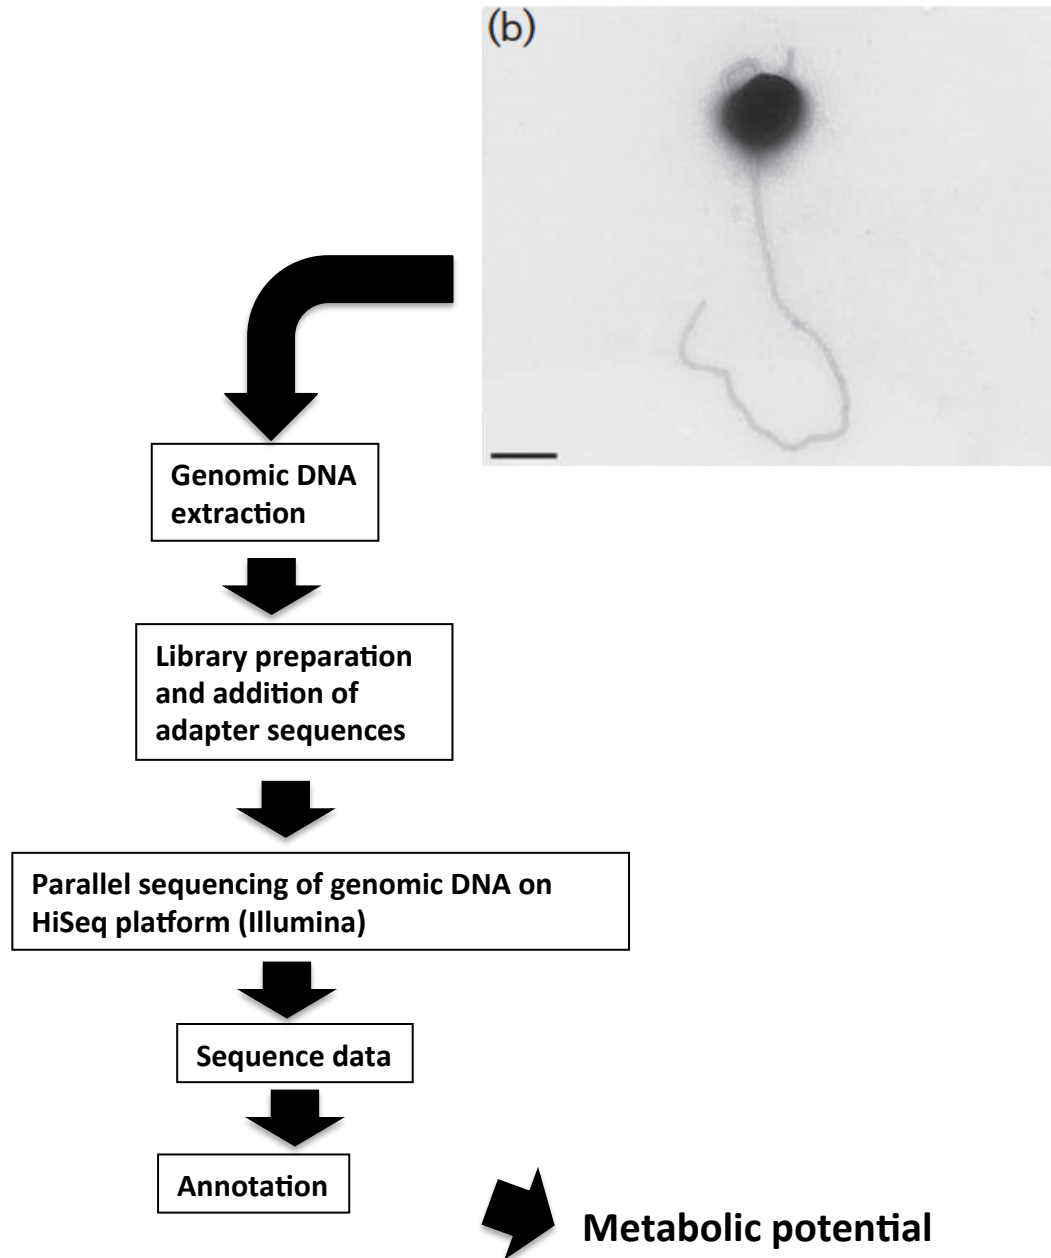 (b)
Genomic DNA
extraction
Library preparation
and addition of
adapter sequences
Parallel sequencing of genomic DNA on
HiSeq platform (Illumina)
Sequence data
Annotation
Metabolic potential